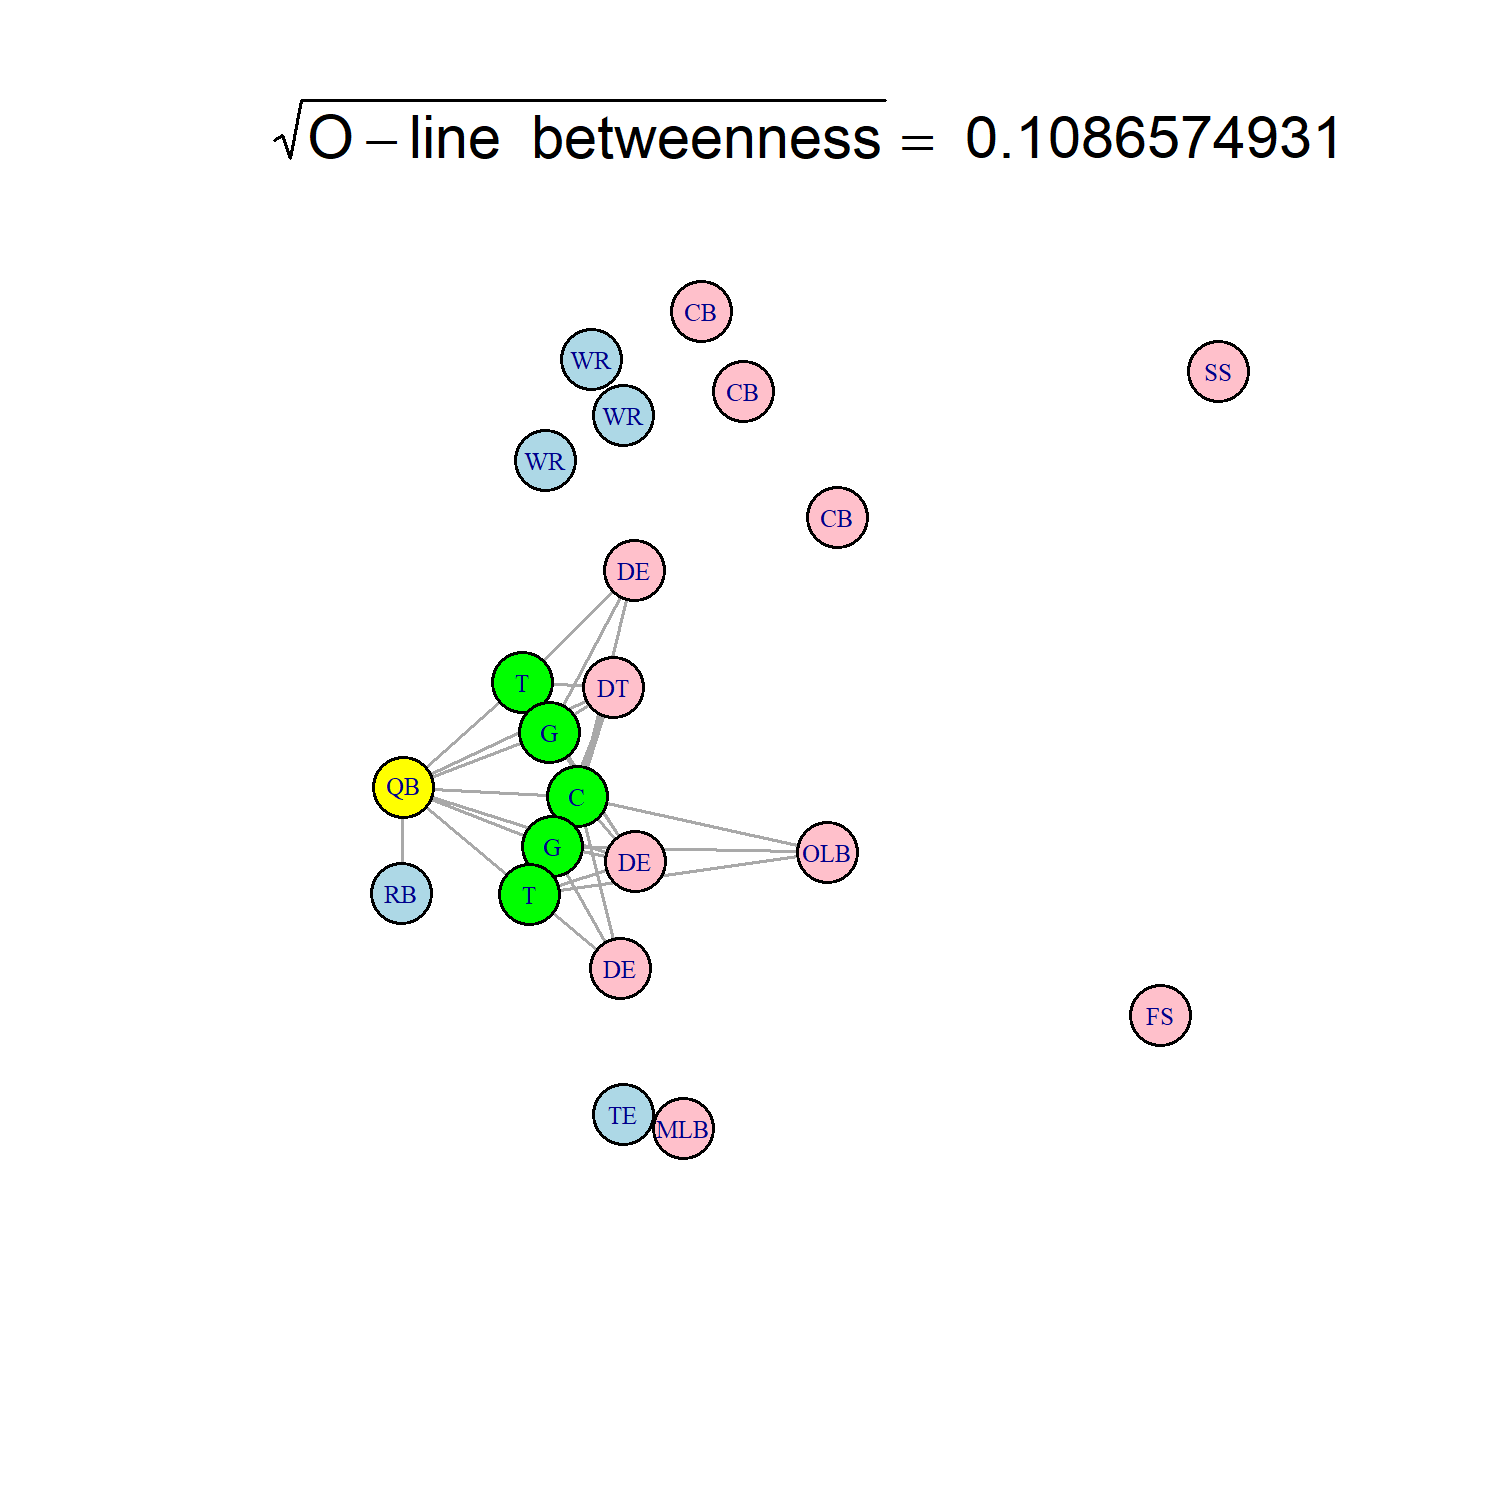 √O − line betweenness = 0.1086574931
CB
WR
SS
CB
WR
WR
CB
DE
T
DT
G
QB
C
G
OLB
DE
RB
T
DE
FS
TE
MLB